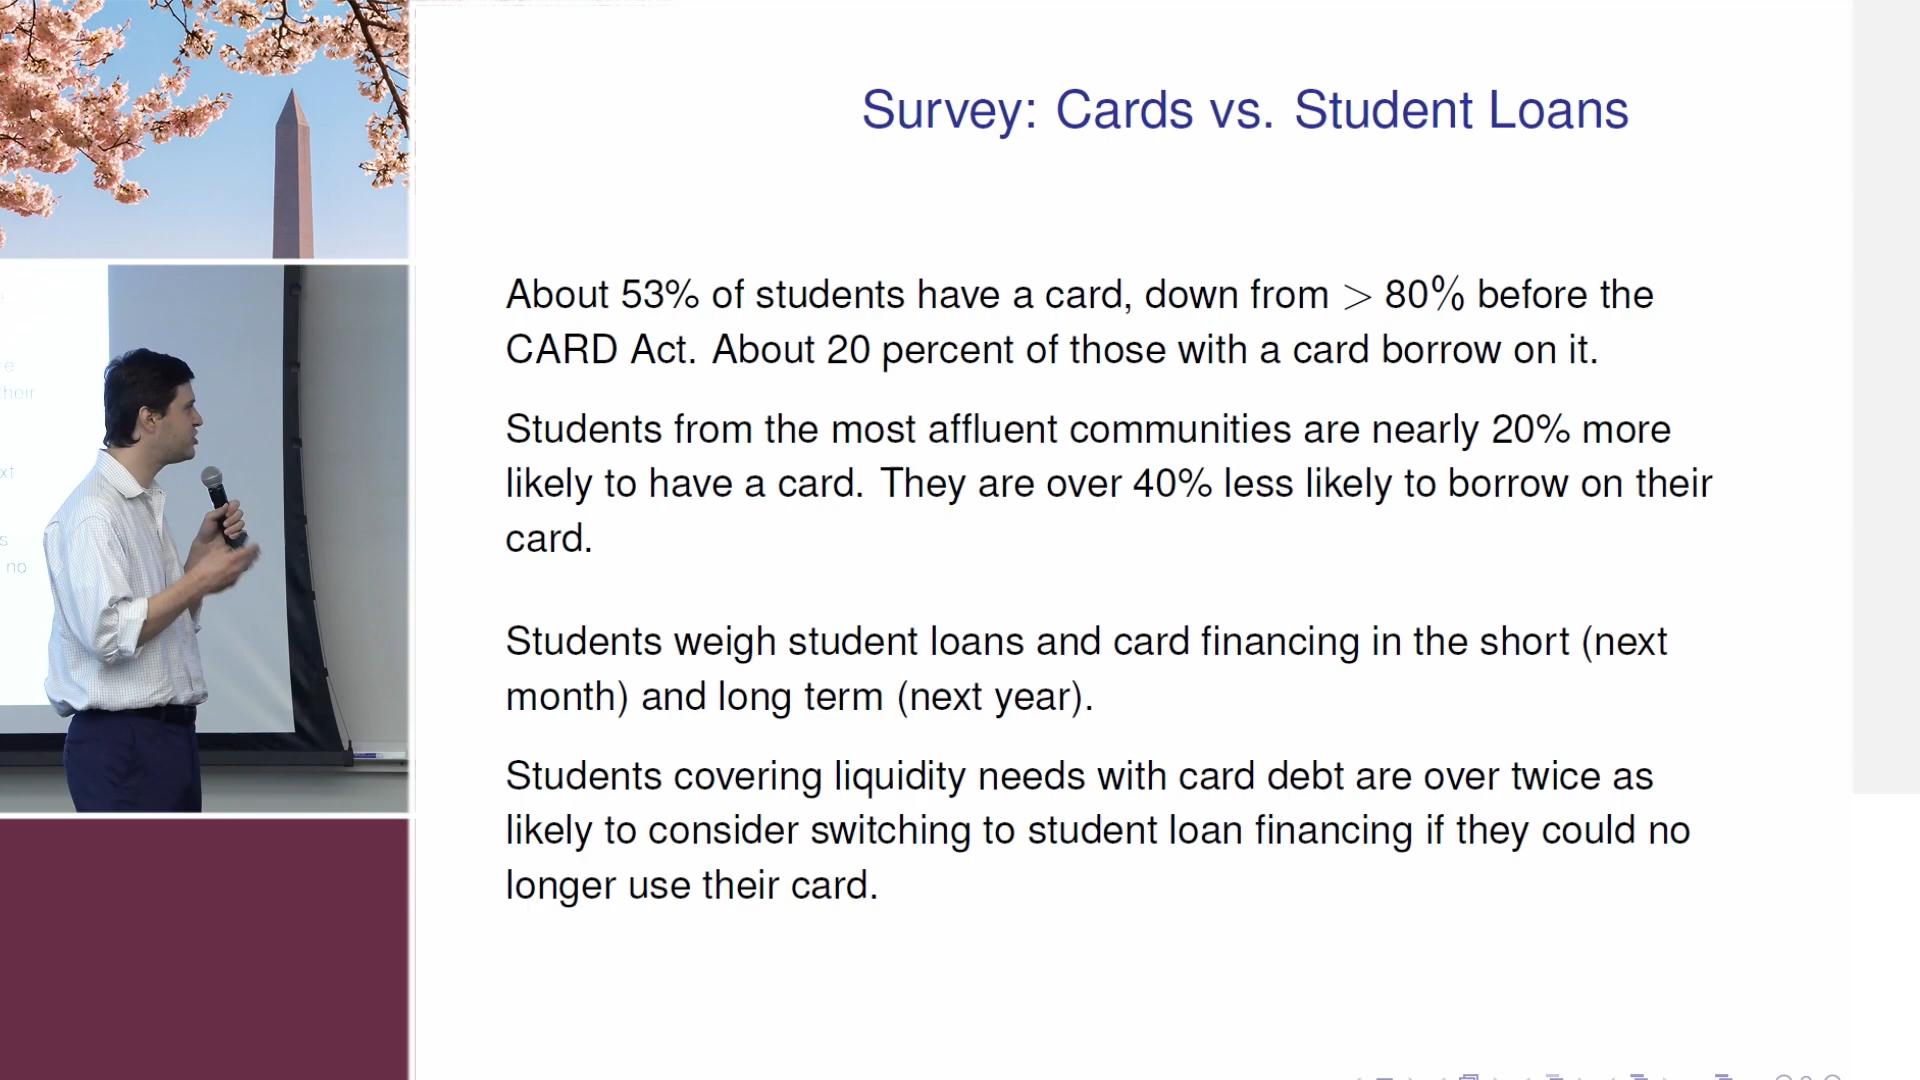 Survey: Cards vs. Student Loans
About 53% of students have a card, down from > 80% before the
CARD Act. About 20 percent of those with a card borrow on it.
Students from the most affluent communities are nearly 20% more
likely to have a card. They are over 40% less likely to borrow on their
card.
Students weigh student loans and card financing in the short (next
month) and long term (next year).
Students covering liquidity needs with card debt are over twice as
likely to consider switching to student loan financing if they could no
longer use their card.
their
xt
s
no